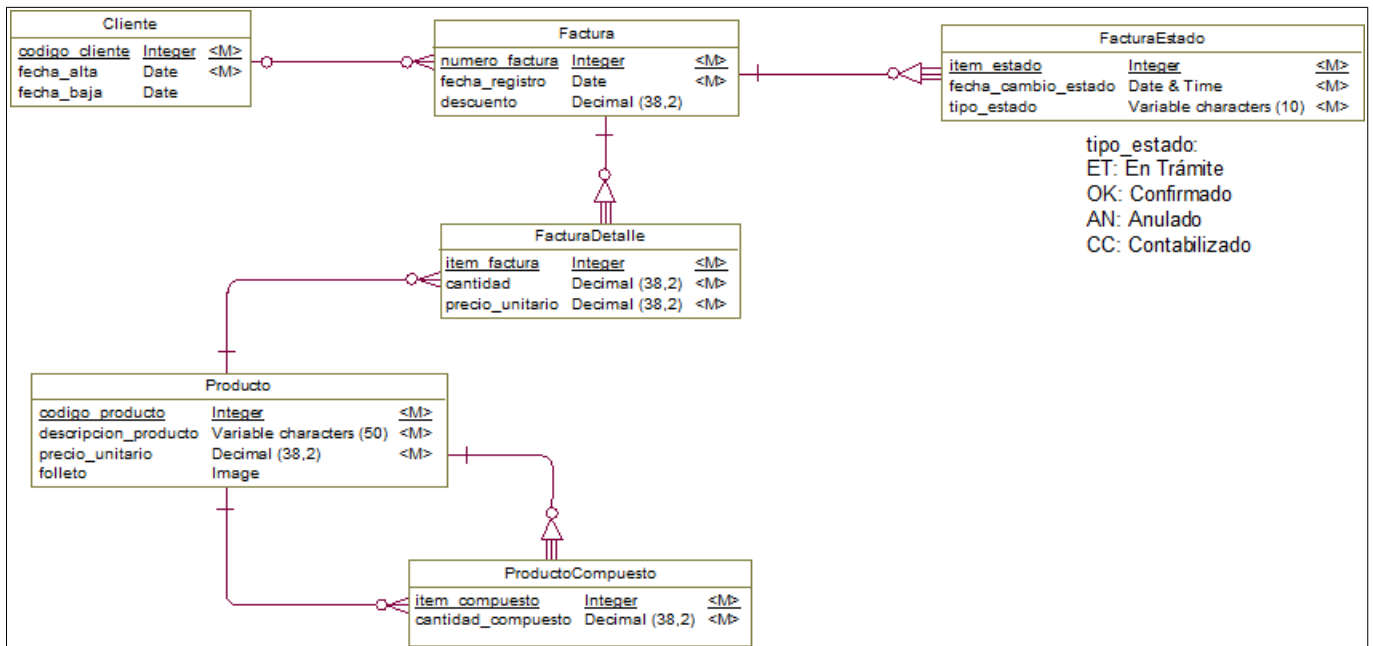 Cliente
codigo_cliente Integer <M>
fecha_alta Date <M>
fecha_baja Date
Factura
numero_factura Integer <M>
fecha_registro Date <M>
descuento Decimal (38,2)
FacturaEstado
item_estado Integer <M>
fecha_cambio_estado Date & Time <M>
tipo_estado Variable characters (10) <M>
tipo_estado:
ET: En Trámite
OK: Confirmado
AN: Anulado
CC: Contabilizado
FacturaDetalle
item_factura Integer <M>
cantidad Decimal (38,2) <M>
precio_unitario Decimal (38,2) <M>
Producto
codigo_producto Integer <M>
descripcion_producto Variable characters (50) <M>
precio_unitario Decimal (38,2) <M>
folleto Image
ProductoCompuesto
item_compuesto Integer <M>
cantidad_compuesto Decimal (38,2) <M>